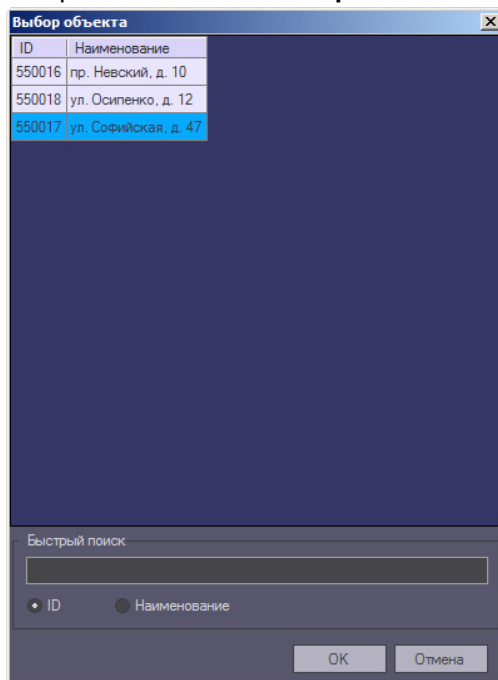 Выбор объекта
ID Наименование
550016 пр. Невский, д. 10
550018 ул. Осипенко, д. 12
550017 ул. Софийская, д. 47
Быстрый поиск
ID Наименование
OK Отмена